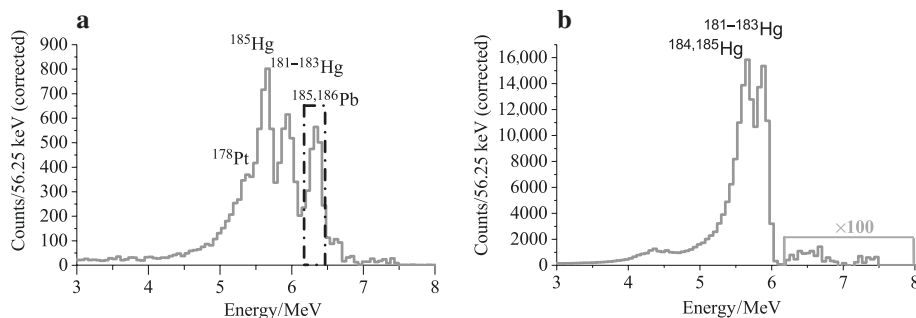 a
Counts/56.25 keV (corrected)
900
800
700
600
500
400
300
200
100
0
¹⁸⁵Hg
¹⁸¹⁻¹⁸³Hg
¹⁸⁵,¹⁸⁶Pb
¹⁷⁸Pt
3 4 5 6 7 8
Energy/MeV
b
Counts/56.25 keV (corrected)
16,000
14,000
12,000
10,000
8000
6000
4000
2000
0
¹⁸¹⁻¹⁸³Hg
¹⁸⁴,¹⁸⁵Hg
×100
3 4 5 6 7 8
Energy/MeV